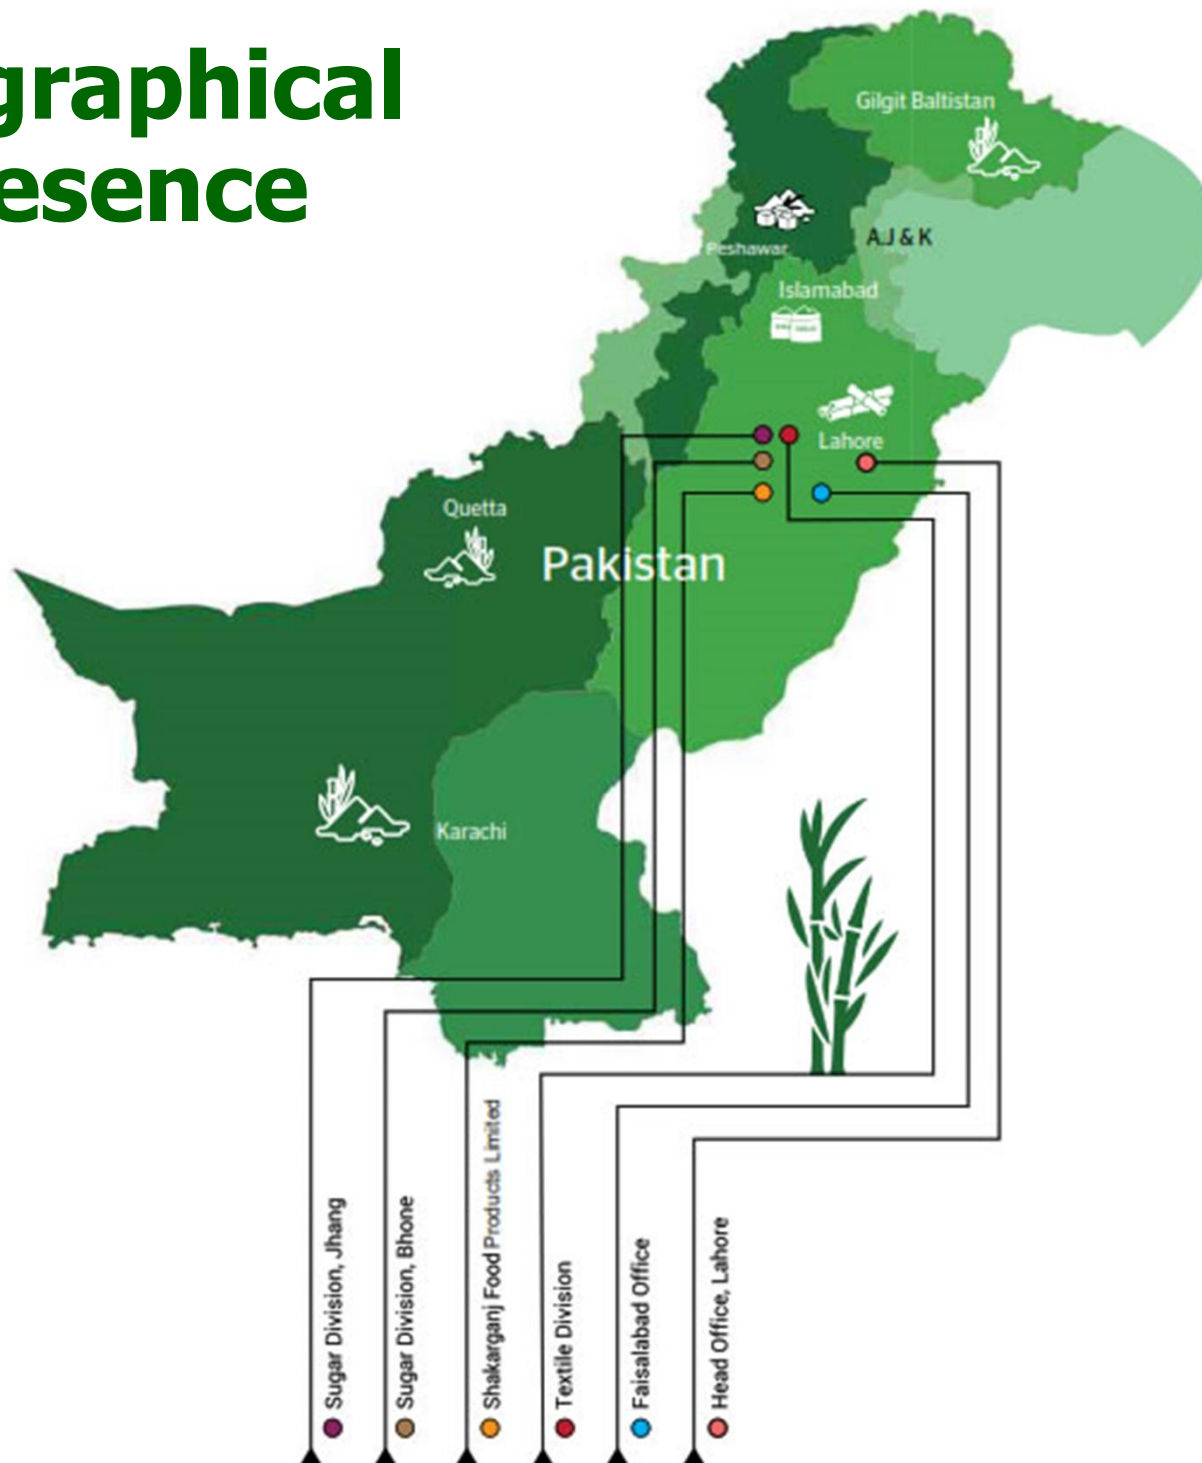 graphical
esence
Gilgit Baltistan
Peshawar
A.J & K
Islamabad
Lahore
Quetta
Pakistan
Karachi
Sugar Division, Jhang
Sugar Division, Bhone
Shakarganj Food Products Limited
Textile Division
Faisalabad Office
Head Office, Lahore